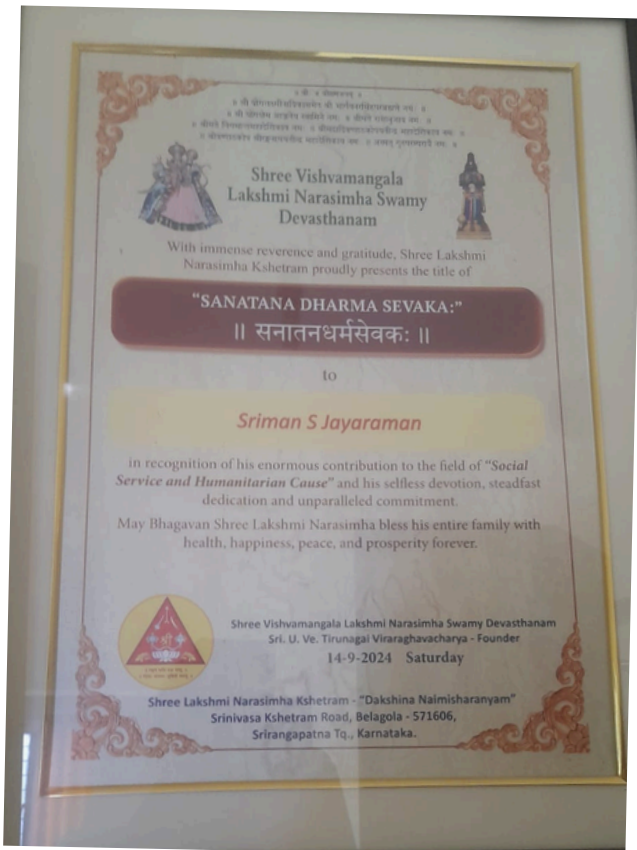 Shree Vishvamangala
Lakshmi Narasimha Swamy
Devasthanam
With immense reverence and gratitude, Shree Lakshmi
Narasimha Kshetram proudly presents the title of
"SANATANA DHARMA SEVAKA:"
॥ सनातनधर्मसेवकः ॥
to
Sriman S Jayaraman
in recognition of his enormous contribution to the field of "Social
Service and Humanitarian Cause" and his selfless devotion, steadfast
dedication and unparalleled commitment.
May Bhagavan Shree Lakshmi Narasimha bless his entire family with
health, happiness, peace, and prosperity forever.
Shree Vishvamangala Lakshmi Narasimha Swamy Devasthanam
Sri. U. Ve. Tirunagai Viraraghavacharya - Founder
14-9-2024 Saturday
Shree Lakshmi Narasimha Kshetram - "Dakshina Naimisharanyam"
Srinivasa Kshetram Road, Belagola - 571606,
Srirangapatna Tq., Karnataka.